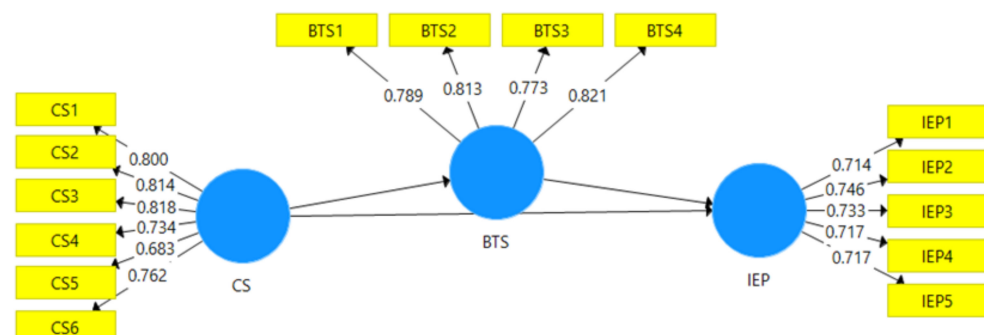 BTS1
BTS2
BTS3
BTS4
0.789
0.813
0.773
0.821
CS1
CS2
CS3
CS4
CS5
CS6
0.800
0.814
0.818
0.734
0.683
0.762
CS
BTS
IEP
0.714
0.746
0.733
0.717
0.717
IEP1
IEP2
IEP3
IEP4
IEP5